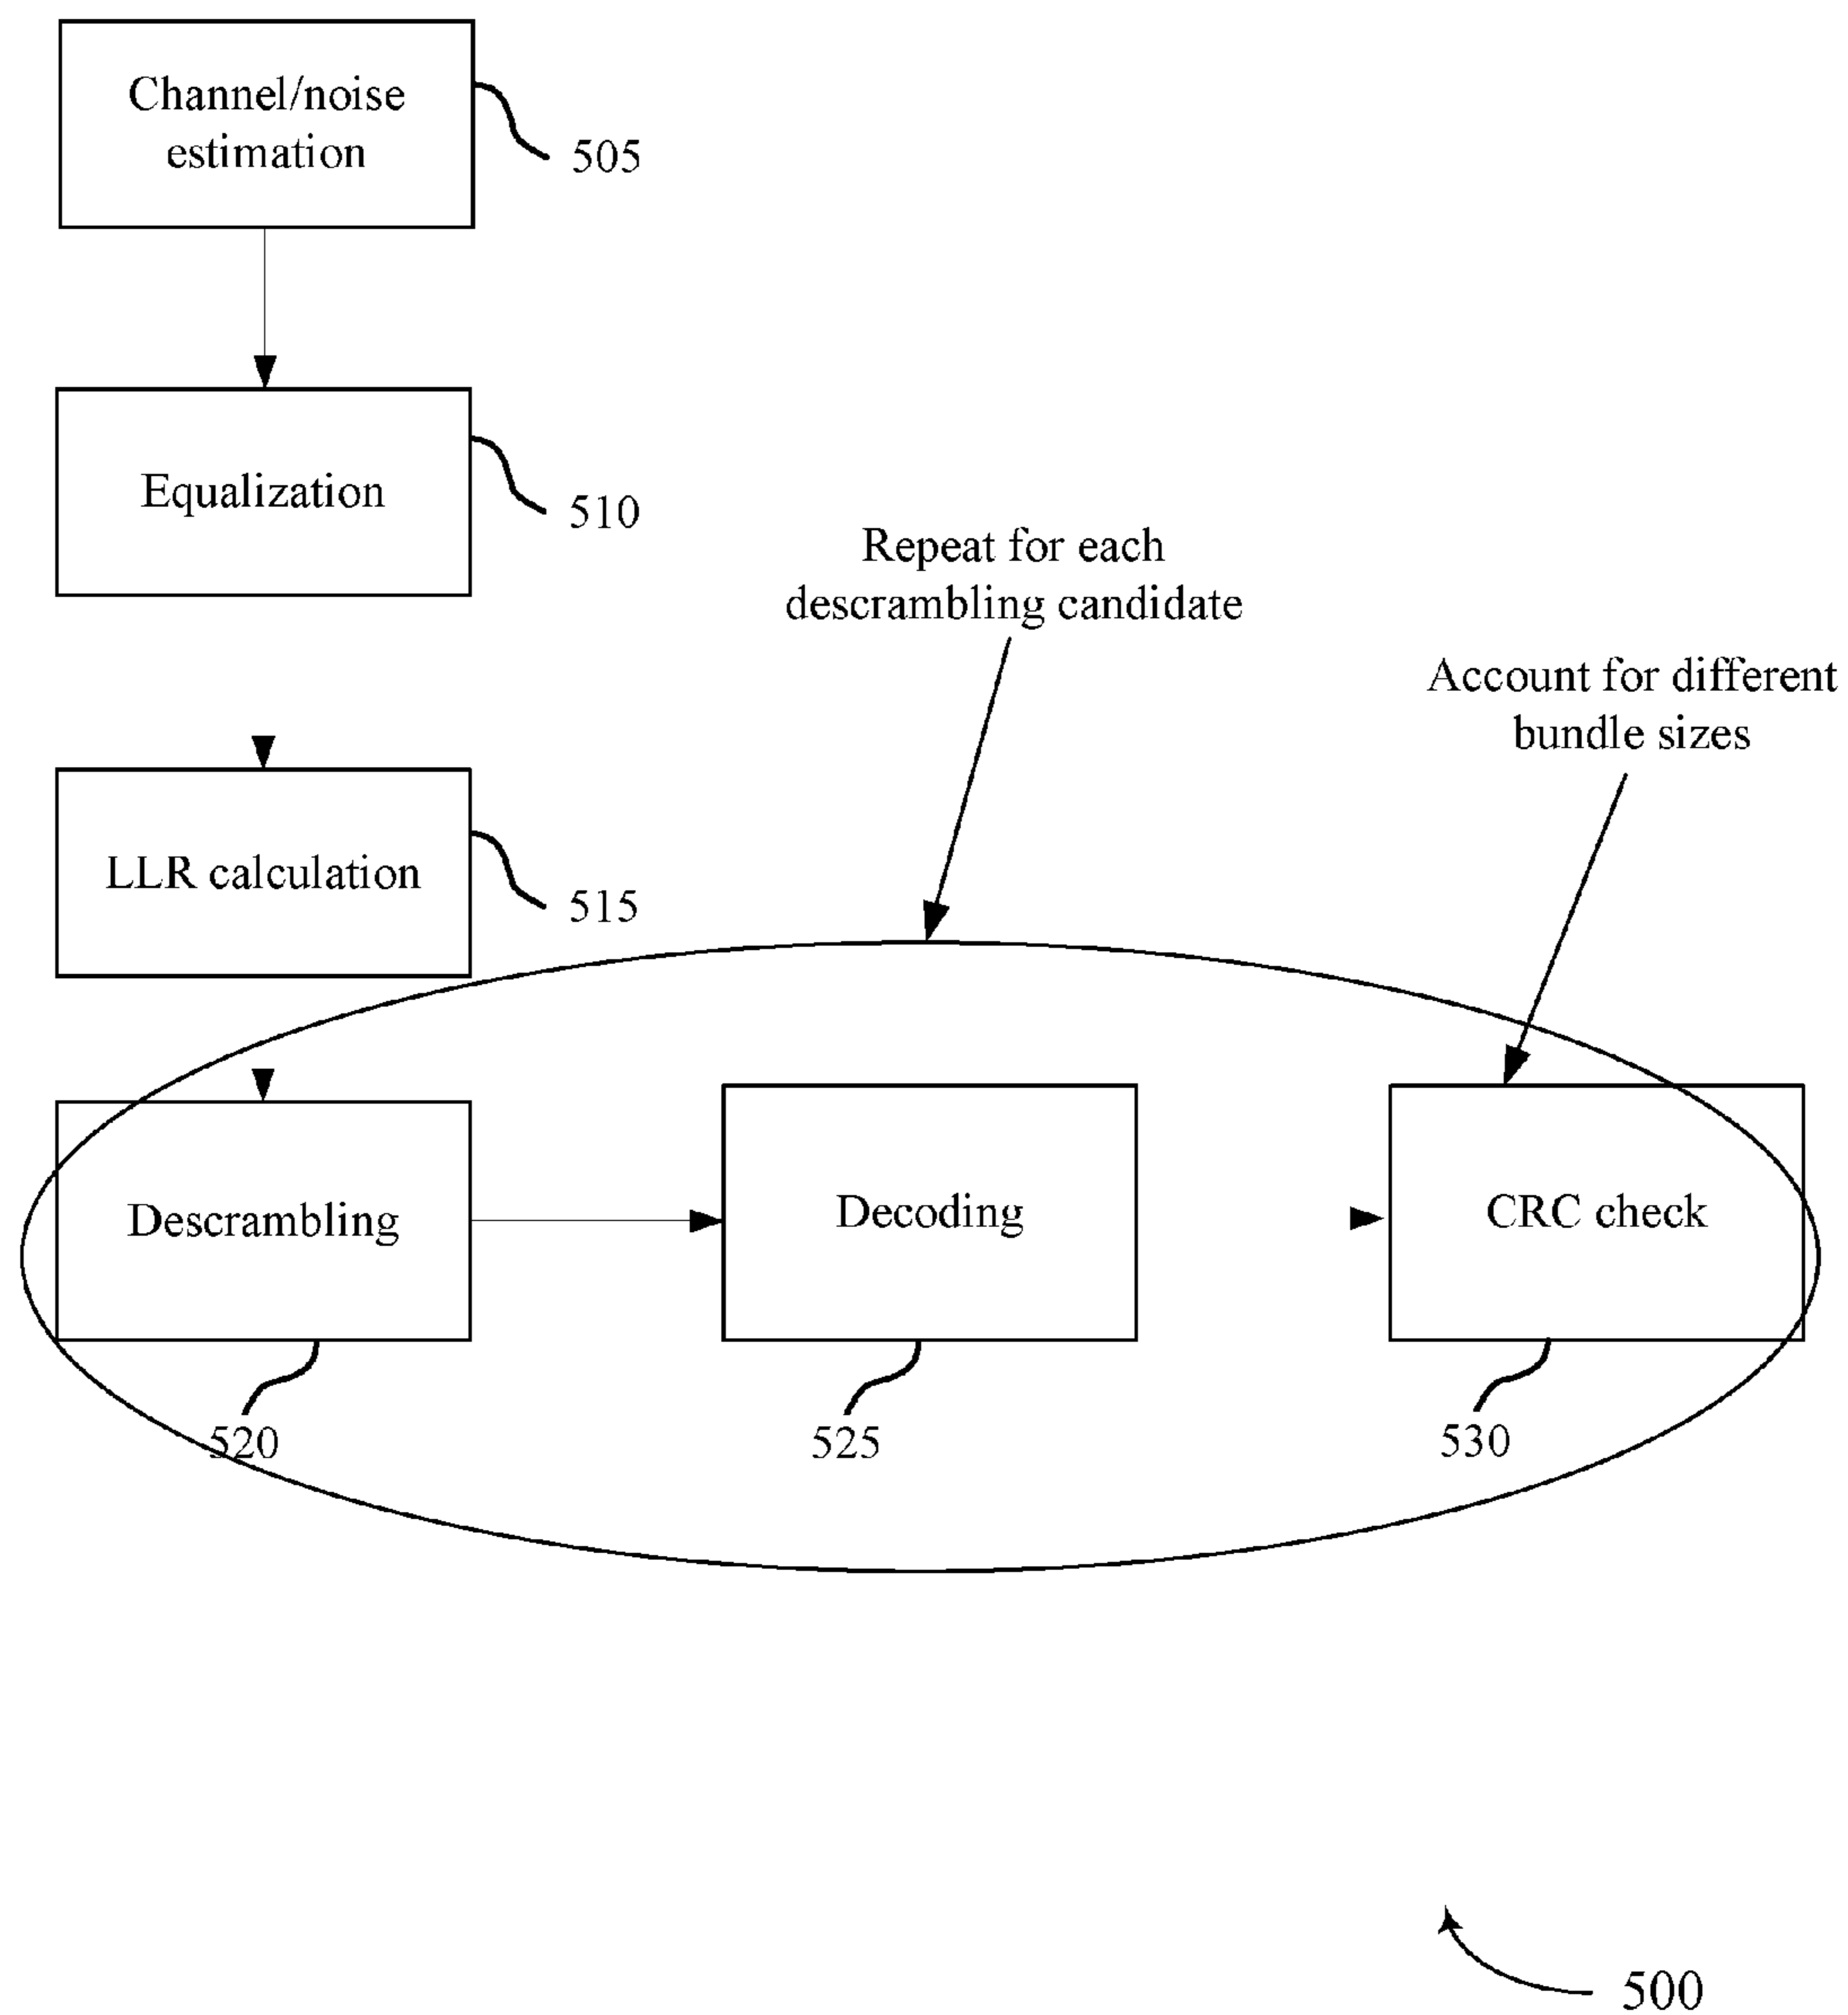 Channel/noise
estimation
505
Equalization
510
Repeat for each
descrambling candidate
Account for different
bundle sizes
LLR calculation
515
Descrambling
Decoding
CRC check
520
525
530
500